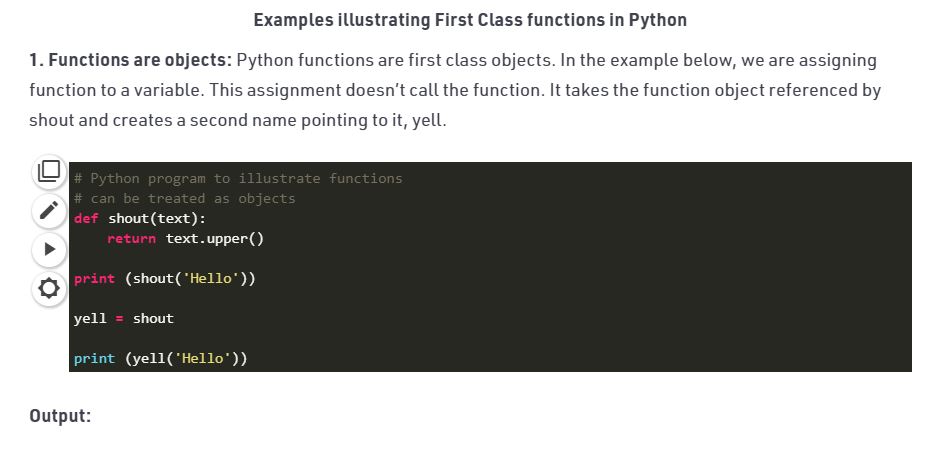 Examples illustrating First Class functions in Python
1. Functions are objects: Python functions are first class objects. In the example below, we are assigning
function to a variable. This assignment doesn’t call the function. It takes the function object referenced by
shout and creates a second name pointing to it, yell.
# Python program to illustrate functions
# can be treated as objects
def shout(text):
    return text.upper()
print (shout('Hello'))
yell = shout
print (yell('Hello'))
Output: